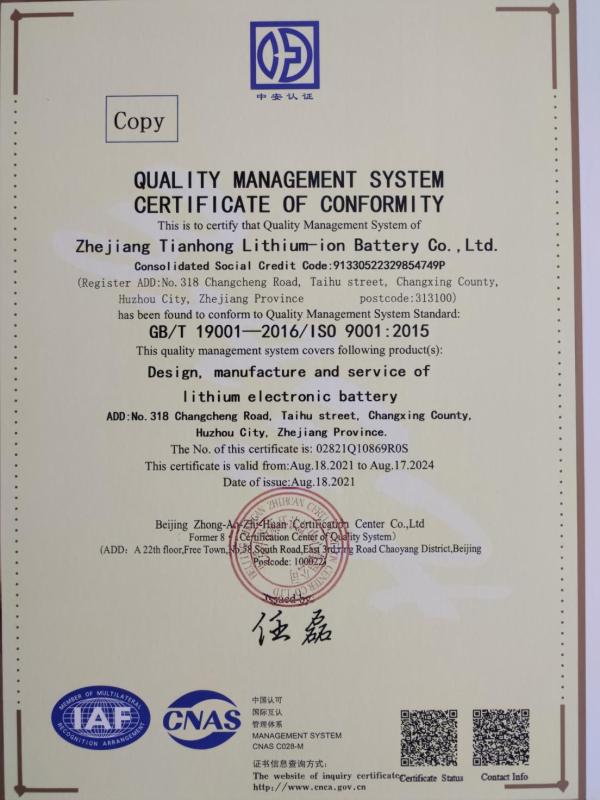 中安认证
Copy
QUALITY MANAGEMENT SYSTEM
CERTIFICATE OF CONFORMITY
This is to certify that Quality Management System of
Zhejiang Tianhong Lithium-ion Battery Co.,Ltd.
Consolidated Social Credit Code:91330522329854749P
(Register ADD:No.318 Changcheng Road, Taihu street, Changxing County,
Huzhou City, Zhejiang Province postcode:313100)
has been found to conform to Quality Management System Standard:
GB/T 19001—2016/ISO 9001:2015
This quality management system covers following product(s):
Design, manufacture and service of
lithium electronic battery
ADD:No.318 Changcheng Road, Taihu street, Changxing County,
Huzhou City, Zhejiang Province.
The No. of this certificate is: 02821Q10869R0S
This certificate is valid from:Aug.18.2021 to Aug.17.2024
Date of issue:Aug.18.2021
Beijing Zhong-An-Zhi-Huan Certification Center Co.,Ltd
Former 8 Certification Center of Quality System)
(ADD: A 22th floor,Free Town,No.58,South Road,East 3rd,ring Road Chaoyang District,Beijing
Postcode: 100022)
Issued by:
任磊
MEMBER OF MULTILATERAL
IAF
RECOGNITION ARRANGEMENT
CNAS
中国认可
国际互认
管理体系
MANAGEMENT SYSTEM
CNAS C028-M
证书信息查询方式:
The website of inquiry certificate:
http://www.cnca.gov.cn
Certificate Status
Contact Info